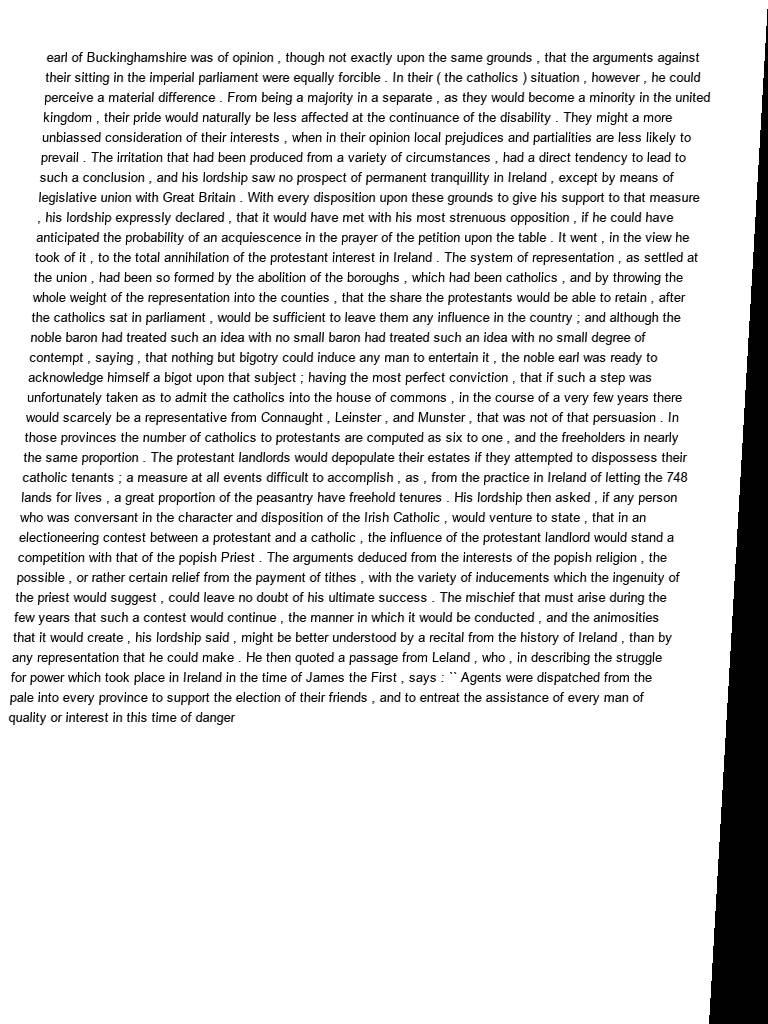 earl of Buckinghamshire was of opinion , though not exactly upon the same grounds , that the arguments against
their sitting in the imperial parliament were equally forcible . In their ( the catholics ) situation , however , he could
perceive a material difference . From being a majority in a separate , as they would become a minority in the united
kingdom , their pride would naturally be less affected at the continuance of the disability . They might a more
unbiassed consideration of their interests , when in their opinion local prejudices and partialities are less likely to
prevail . The irritation that had been produced from a variety of circumstances , had a direct tendency to lead to
such a conclusion , and his lordship saw no prospect of permanent tranquillity in Ireland , except by means of
legislative union with Great Britain . With every disposition upon these grounds to give his support to that measure
, his lordship expressly declared , that it would have met with his most strenuous opposition , if he could have
anticipated the probability of an acquiescence in the prayer of the petition upon the table . It went , in the view he
took of it , to the total annihilation of the protestant interest in Ireland . The system of representation , as settled at
the union , had been so formed by the abolition of the boroughs , which had been catholics , and by throwing the
whole weight of the representation into the counties , that the share the protestants would be able to retain , after
the catholics sat in parliament , would be sufficient to leave them any influence in the country ; and although the
noble baron had treated such an idea with no small baron had treated such an idea with no small degree of
contempt , saying , that nothing but bigotry could induce any man to entertain it , the noble earl was ready to
acknowledge himself a bigot upon that subject ; having the most perfect conviction , that if such a step was
unfortunately taken as to admit the catholics into the house of commons , in the course of a very few years there
would scarcely be a representative from Connaught , Leinster , and Munster , that was not of that persuasion . In
those provinces the number of catholics to protestants are computed as six to one , and the freeholders in nearly
the same proportion . The protestant landlords would depopulate their estates if they attempted to dispossess their
catholic tenants ; a measure at all events difficult to accomplish , as , from the practice in Ireland of letting the 748
lands for lives , a great proportion of the peasantry have freehold tenures . His lordship then asked , if any person
who was conversant in the character and disposition of the Irish Catholic , would venture to state , that in an
electioneering contest between a protestant and a catholic , the influence of the protestant landlord would stand a
competition with that of the popish Priest . The arguments deduced from the interests of the popish religion , the
possible , or rather certain relief from the payment of tithes , with the variety of inducements which the ingenuity of
the priest would suggest , could leave no doubt of his ultimate success . The mischief that must arise during the
few years that such a contest would continue , the manner in which it would be conducted , and the animosities
that it would create , his lordship said , might be better understood by a recital from the history of Ireland , than by
any representation that he could make . He then quoted a passage from Leland , who , in describing the struggle
for power which took place in Ireland in the time of James the First , says : `` Agents were dispatched from the
pale into every province to support the election of their friends , and to entreat the assistance of every man of
quality or interest in this time of danger